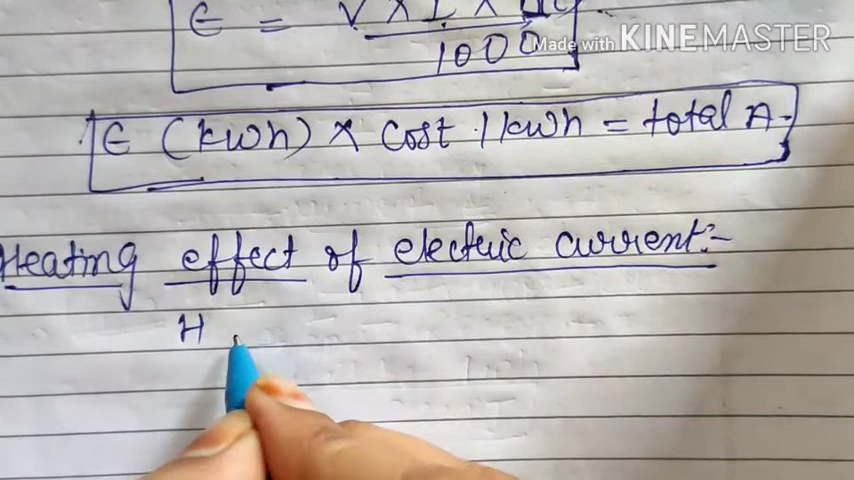 E = V × I ×
1000
Made with KINEMASTER
E (kwh) × Cost 1kwh = total A.
Heating effect of electric current:-
H